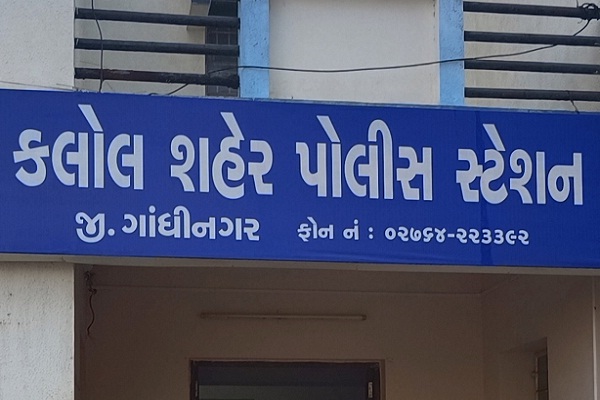 કલોલ શહેર પોલીસ સ્ટેશન
જી. ગાંધીનગર ફોન નં : ૦૨૭૬૪-૨૨૩૩૯૨